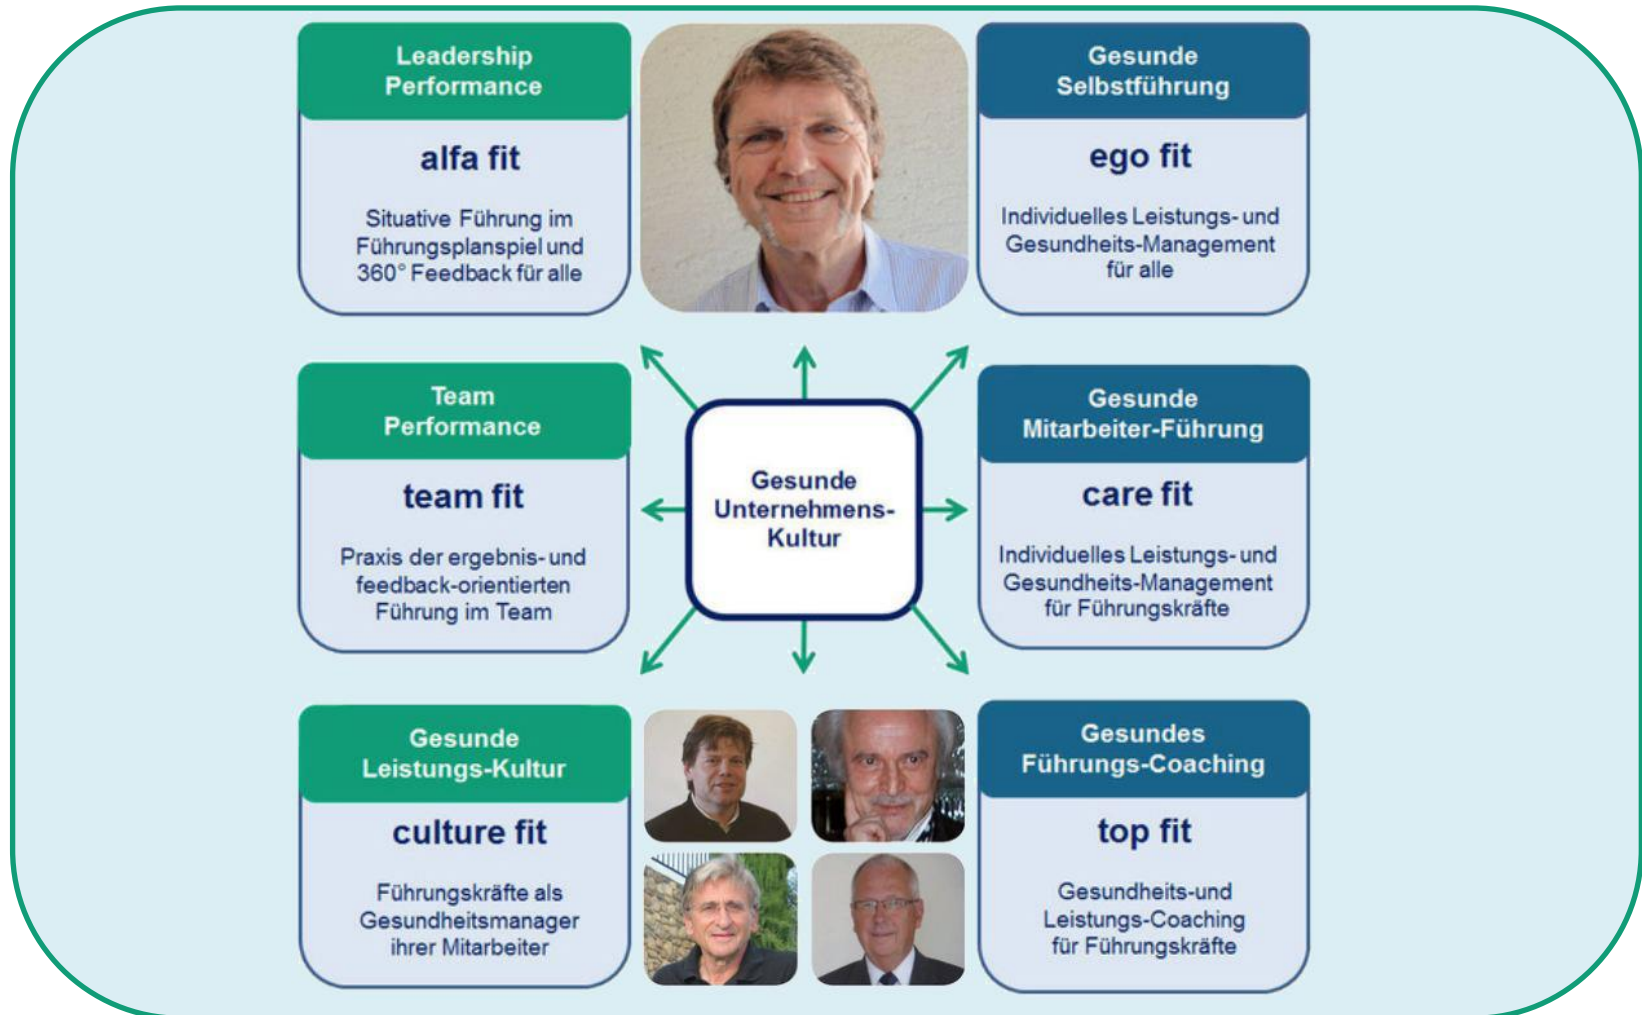 Leadership
Performance
alfa fit
Situative Führung im
Führungsplanspiel und
360° Feedback für alle
Gesunde
Selbstführung
ego fit
Individuelles Leistungs- und
Gesundheits-Management
für alle
Team
Performance
team fit
Praxis der ergebnis- und
feedback-orientierten
Führung im Team
Gesunde
Unternehmens-
Kultur
Gesunde
Mitarbeiter-Führung
care fit
Individuelles Leistungs- und
Gesundheits-Management
für Führungskräfte
Gesunde
Leistungs-Kultur
culture fit
Führungskräfte als
Gesundheitsmanager
ihrer Mitarbeiter
Gesundes
Führungs-Coaching
top fit
Gesundheits-und
Leistungs-Coaching
für Führungskräfte